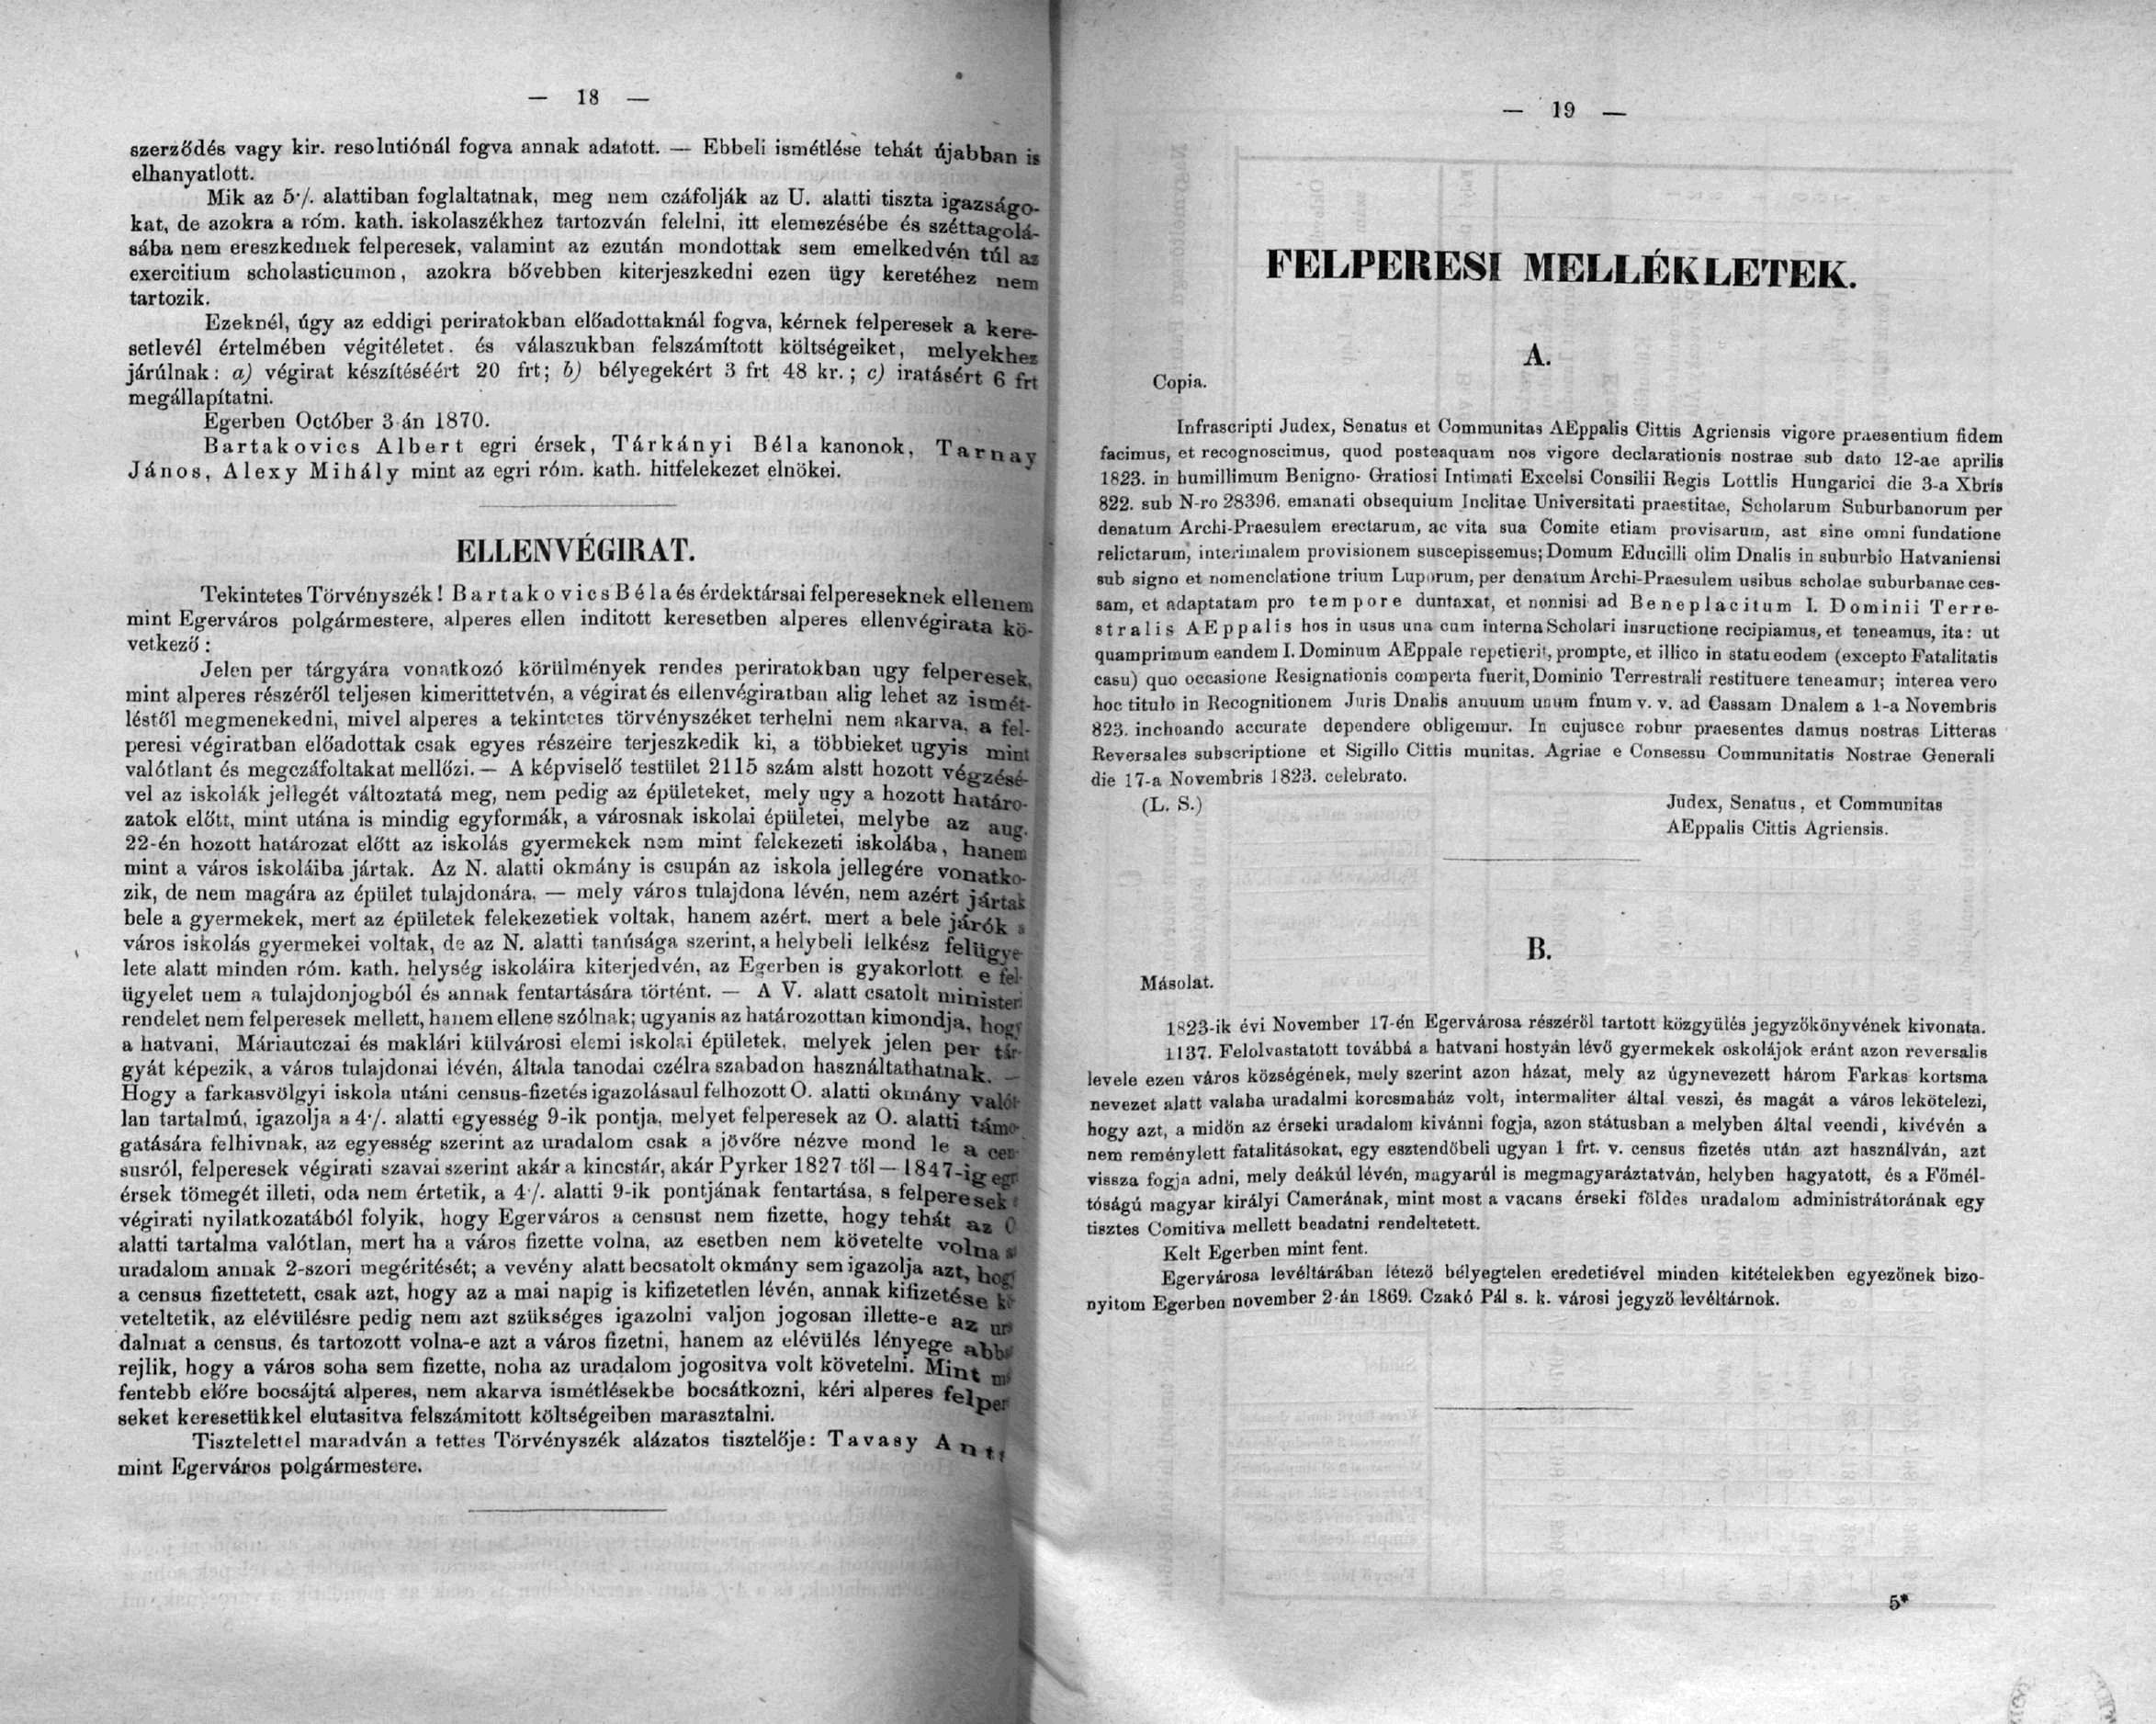 — 18 —
szerződés vagy kir. resolutiónál fogva annak adatott. — Ebbeli ismétlése tehát újabban is
elhanyatlott.
Mik az 5·/. alattiban foglaltatnak, meg nem czáfolják az U. alatti tiszta igazságo-
kat, de azokra a róm. kath. iskolaszékhez tartozván felelni, itt elemezésébe és széttagolá-
sába nem ereszkednek felperesek, valamint az ezután mondottak sem emelkedvén túl az
exercitium scholasticumon, azokra bővebben kiterjeszkedni ezen ügy keretéhez nem
tartozik.
Ezeknél, úgy az eddigi periratokban előadottaknál fogva, kérnek felperesek a kere-
setlevél értelmében végitéletet. és válaszukban felszámított költségeiket, melyekhez
járúlnak: a) végirat készítéséért 20 frt; b) bélyegekért 3 frt 48 kr.; c) iratásért 6 frt
megállapítatni.
Egerben October 3-án 1870.
Bartakovics Albert egri érsek, Tárkányi Béla kanonok, Tarnay
János, Alexy Mihály mint az egri róm. kath. hitfelekezet elnökei.
ELLENVÉGIRAT.
Tekintetes Törvényszék! Bartakovics Béla és érdektársai felpereseknek ellenem
mint Egerváros polgármestere, alperes ellen inditott keresetben alperes ellenvégirata kö-
vetkező:
Jelen per tárgyára vonatkozó körülmények rendes periratokban ugy felperesek,
mint alperes részéről teljesen kimerittetvén, a végirat és ellenvégiratban alig lehet az ismét-
léstől megmenekedni, mivel alperes a tekintetes törvényszéket terhelni nem akarva, a fel-
peresi végiratban előadottak csak egyes részeire terjeszkedik ki, a többieket ugyis mint
valótlant és megczáfoltakat mellőzi. — A képviselő testület 2115 szám alstt hozott végzésé-
vel az iskolák jellegét változtatá meg, nem pedig az épületeket, mely ugy a hozott határo-
zatok előtt, mint utána is mindig egyformák, a városnak iskolai épületei, melybe az aug.
22-én hozott határozat előtt az iskolás gyermekek nem mint felekezeti iskolába, hanem
mint a város iskoláiba jártak. Az N. alatti okmány is csupán az iskola jellegére vonatko-
zik, de nem magára az épület tulajdonára, — mely város tulajdona lévén, nem azért jártak
bele a gyermekek, mert az épületek felekezetiek voltak, hanem azért. mert a bele járók a
város iskolás gyermekei voltak, de az N. alatti tanúsága szerint, a helybeli lelkész felügye-
lete alatt minden róm. kath. helység iskoláira kiterjedvén, az Egerben is gyakorlott e fel-
ügyelet nem a tulajdonjogból és annak fentartására történt. — A V. alatt csatolt minister
rendelet nem felperesek mellett, hanem ellene szólnak; ugyanis az határozottan kimondja, hogy
a hatvani, Máriautczai és maklári külvárosi elemi iskolai épületek, melyek jelen per tár-
gyát képezik, a város tulajdonai lévén, általa tanodai czélra szabadon használtathatnak. —
Hogy a farkasvölgyi iskola utáni census-fizetés igazolásaul felhozott O. alatti okmány valót-
lan tartalmú, igazolja a 4·/. alatti egyesség 9-ik pontja, melyet felperesek az O. alatti támo-
gatására felhivnak, az egyesség szerint az uradalom csak a jövőre nézve mond le a cen-
susról, felperesek végirati szavai szerint akár a kincstár, akár Pyrker 1827-től—1847-ig egri
érsek tömegét illeti, oda nem értetik, a 4·/. alatti 9-ik pontjának fentartása, s felperesek
végirati nyilatkozatából folyik, hogy Egerváros a censust nem fizette, hogy tehát az O
alatti tartalma valótlan, mert ha a város fizette volna, az esetben nem követelte volna
uradalom annak 2-szori megéritését; a vevény alatt becsatolt okmány sem igazolja azt, hogy
a census fizettetett, csak azt, hogy az a mai napig is kifizetetlen lévén, annak kifizetése kö-
veteltetik, az elévülésre pedig nem azt szükséges igazolni valjon jogosan illette-e az ura-
dalmat a census, és tartozott volna-e azt a város fizetni, hanem az elévülés lényege abban
rejlik, hogy a város soha sem fizette, noha az uradalom jogositva volt követelni. Mint
fentebb előre bocsájtá alperes, nem akarva ismétlésekbe bocsátkozni, kéri alperes felpere-
seket keresetükkel elutasitva felszámitott költségeiben marasztalni.
Tisztelettel maradván a tettes Törvényszék alázatos tisztelője: Tavasy
mint Egerváros polgármestere.
— 19 —
FELPERESI MELLÉKLETEK.
A.
Copia.
Infrascripti Judex, Senatus et Communitas AEppalis Cittis Agriensis vigore praesentium fidem
facimus, et recognoscimus, quod posteaquam nos vigore declarationis nostrae sub dato 12-ae aprilis
1823. in humillimum Benigno- Gratiosi Intimati Excelsi Consilii Regis Lottlis Hungarici die 3-a Xbris
822. sub N-ro 28396. emanati obsequium Inclitae Universitati praestitae, Scholarum Suburbanorum per
denatum Archi-Praesulem erectarum, ac vita sua Comite etiam provisarum, ast sine omni fundatione
relictarum, interimalem provisionem suscepissemus; Domum Educilli olim Dnalis in suburbio Hatvaniensi
sub signo et nomenclatione trium Luporum, per denatum Archi-Praesulem usibus scholae suburbanae ces-
sam, et adaptatam pro tempore duntaxat, et nonnisi ad Beneplacitum I. Dominii Terre-
stralis AEppalis hos in usus una cum interna Scholari insructione recipiamus, et teneamus, ita: ut
quamprimum eandem I. Dominum AEppale repetierit, prompte, et illico in statu eodem (excepto Fatalitatis
casu) quo occasione Resignationis comperta fuerit, Dominio Terrestrali restituere teneamur; interea vero
hoc titulo in Recognitionem Juris Dnalis annuum unum fnum v. v. ad Cassam Dnalem a 1-a Novembris
823. inchoando accurate dependere obligemur. In cujusce robur praesentes damus nostras Litteras
Reversales subscriptione et Sigillo Cittis munitas. Agriae e Consessu Communitatis Nostrae Generali
die 17-a Novembris 1823. celebrato.
(L. S.)
Judex, Senatus, et Communitas
AEppalis Cittis Agriensis.
B.
Másolat.
1823-ik évi November 17-én Egervárosa részéről tartott közgyülés jegyzőkönyvének kivonata.
1137. Felolvastatott továbbá a hatvani hostyán lévő gyermekek oskolájok eránt azon reversalis
levele ezen város községének, mely szerint azon házat, mely az úgynevezett három Farkas kortsma
nevezet alatt valaha uradalmi korcsmaház volt, intermaliter által veszi, és magát a város lekötelezi,
hogy azt, a midőn az érseki uradalom kivánni fogja, azon státusban a melyben által veendi, kivévén a
nem reménylett fatalitásokat, egy esztendőbeli ugyan 1 frt. v. census fizetés után azt használván, azt
vissza fogja adni, mely deákúl lévén, magyarúl is megmagyaráztatván, helyben hagyatott, és a Főmél-
tóságú magyar királyi Camerának, mint most a vacans érseki földes uradalom administrátorának egy
tisztes Comitiva mellett beadatni rendeltetett.
Kelt Egerben mint fent.
Egervárosa levéltárában létező bélyegtelen eredetiével minden kitételekben egyezőnek bizo-
nyitom Egerben november 2-án 1869. Czakó Pál s. k. városi jegyző levéltárnok.
5*